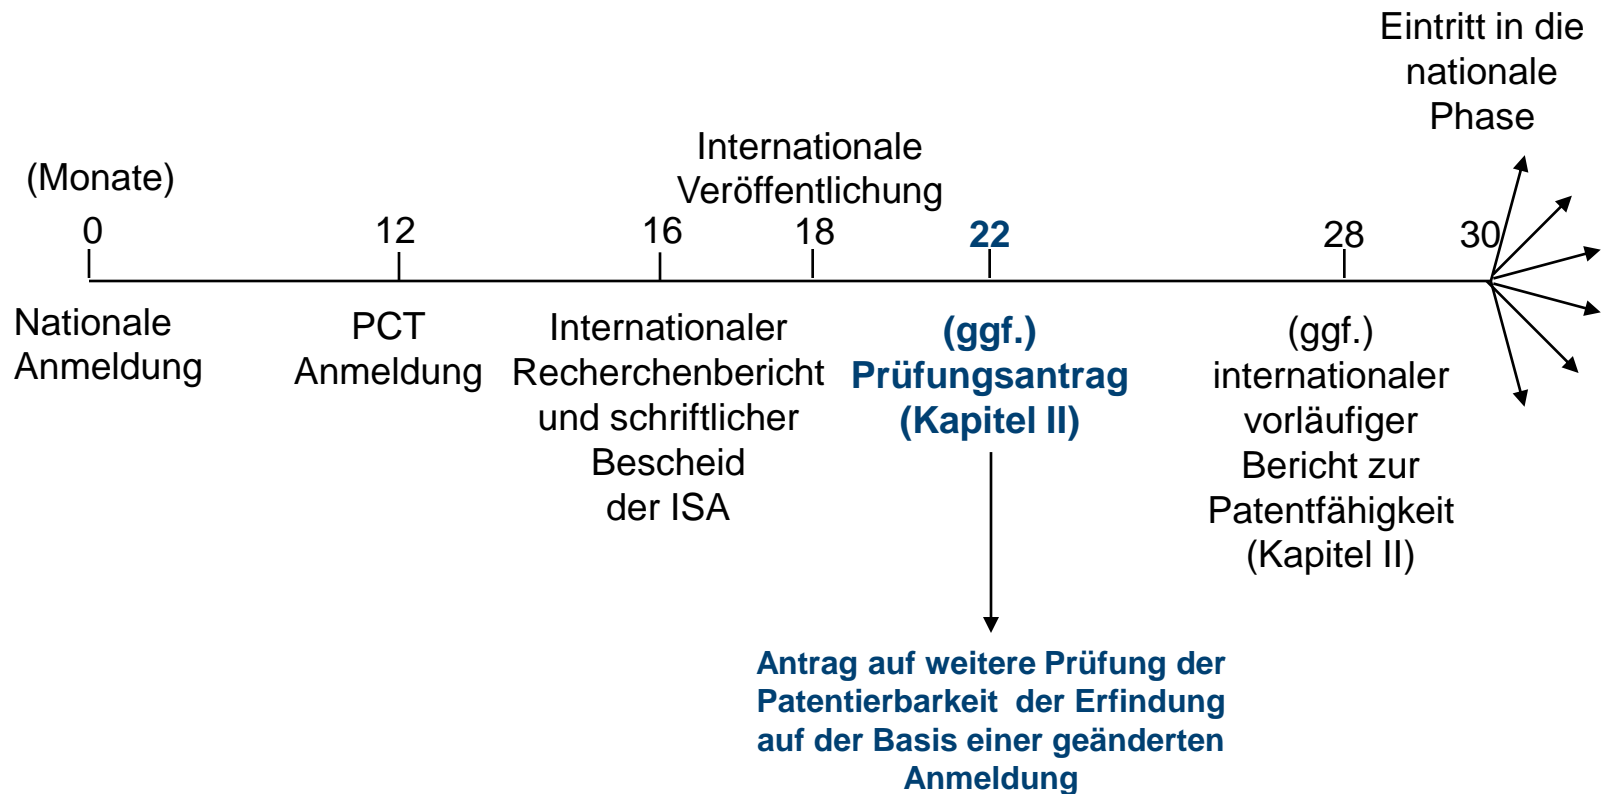 Eintritt in die
nationale
Phase
Internationale
Veröffentlichung
(Monate)
0
12
16
18
22
28
30
Nationale
Anmeldung
PCT
Anmeldung
Internationaler
Recherchenbericht
und schriftlicher
Bescheid
der ISA
(ggf.)
Prüfungsantrag
(Kapitel II)
(ggf.)
internationaler
vorläufiger
Bericht zur
Patentfähigkeit
(Kapitel II)
Antrag auf weitere Prüfung der
Patentierbarkeit der Erfindung
auf der Basis einer geänderten
Anmeldung